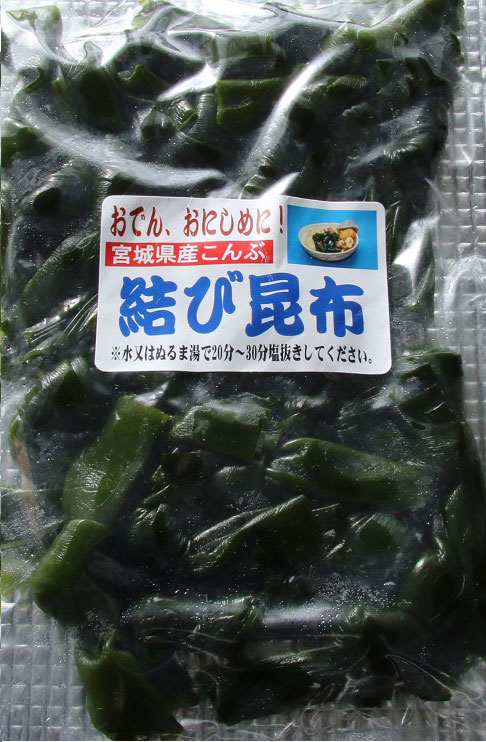 おでん、おにしめに！
宮城県産こんぶ
結び昆布
※水又はぬるま湯で20分～30分塩抜きしてください。